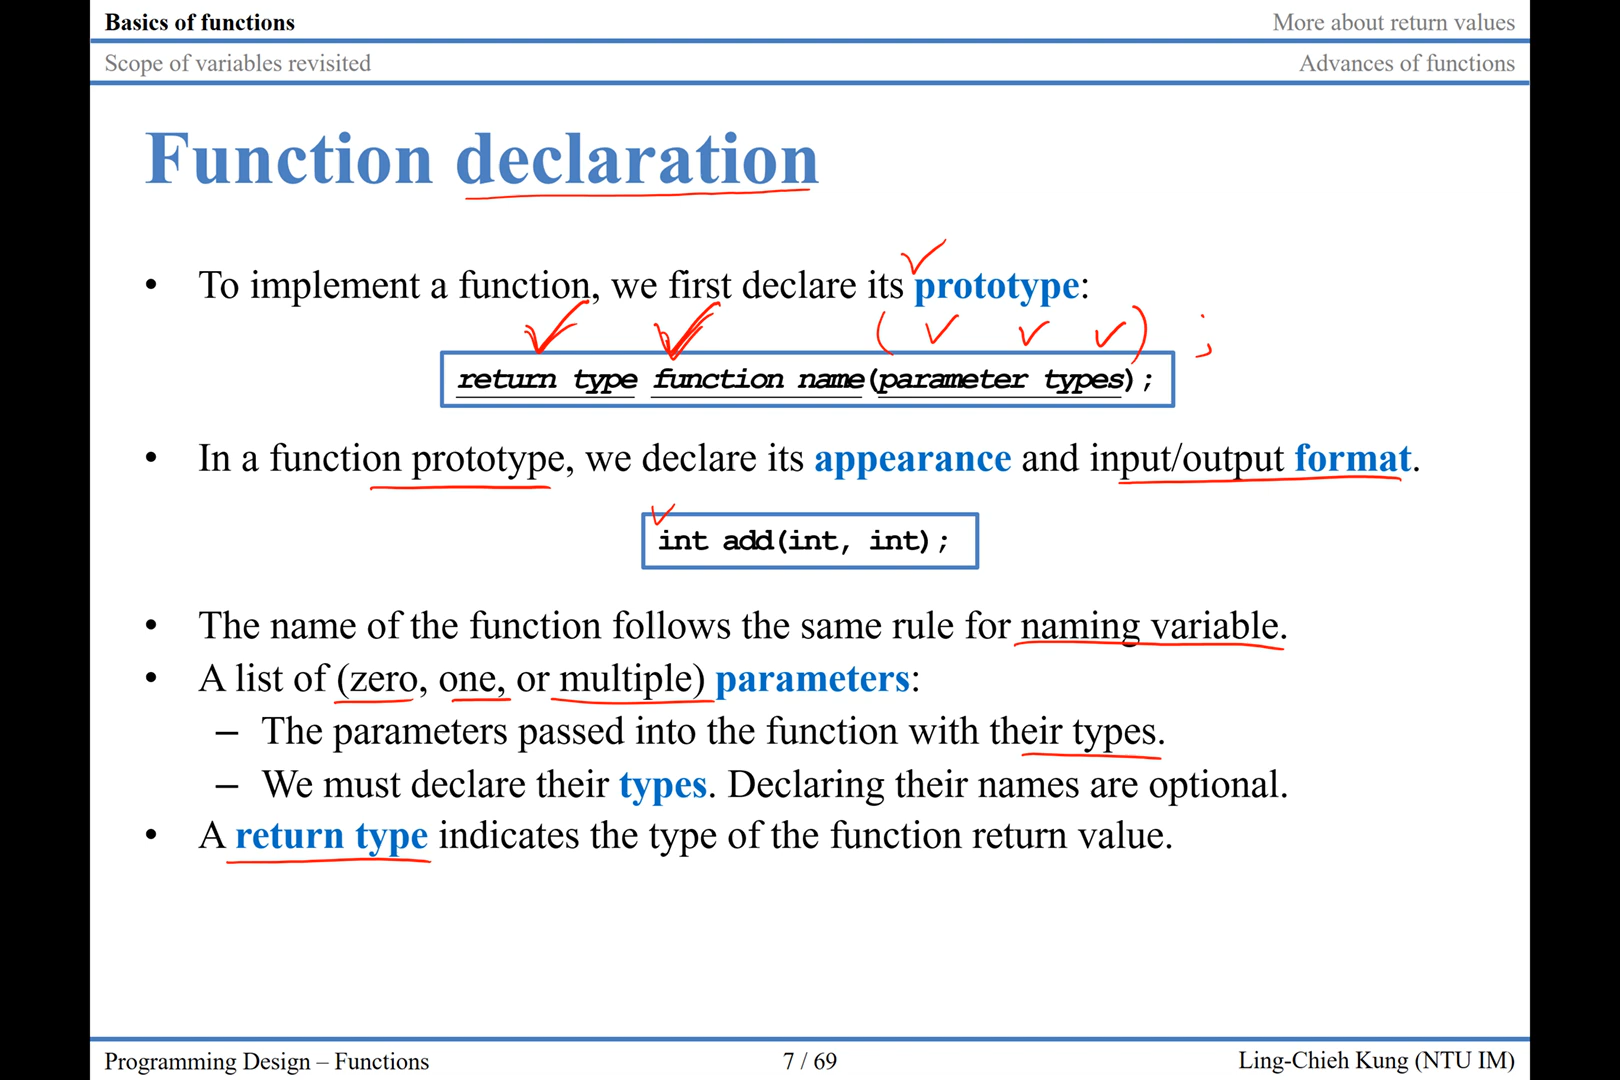 Basics of functions
More about return values
Scope of variables revisited
Advances of functions
Function declaration
• To implement a function, we first declare its prototype:
( ) ;
return type function name(parameter types);
• In a function prototype, we declare its appearance and input/output format.
int add(int, int);
• The name of the function follows the same rule for naming variable.
• A list of (zero, one, or multiple) parameters:
– The parameters passed into the function with their types.
– We must declare their types. Declaring their names are optional.
• A return type indicates the type of the function return value.
Programming Design – Functions
7 / 69
Ling-Chieh Kung (NTU IM)